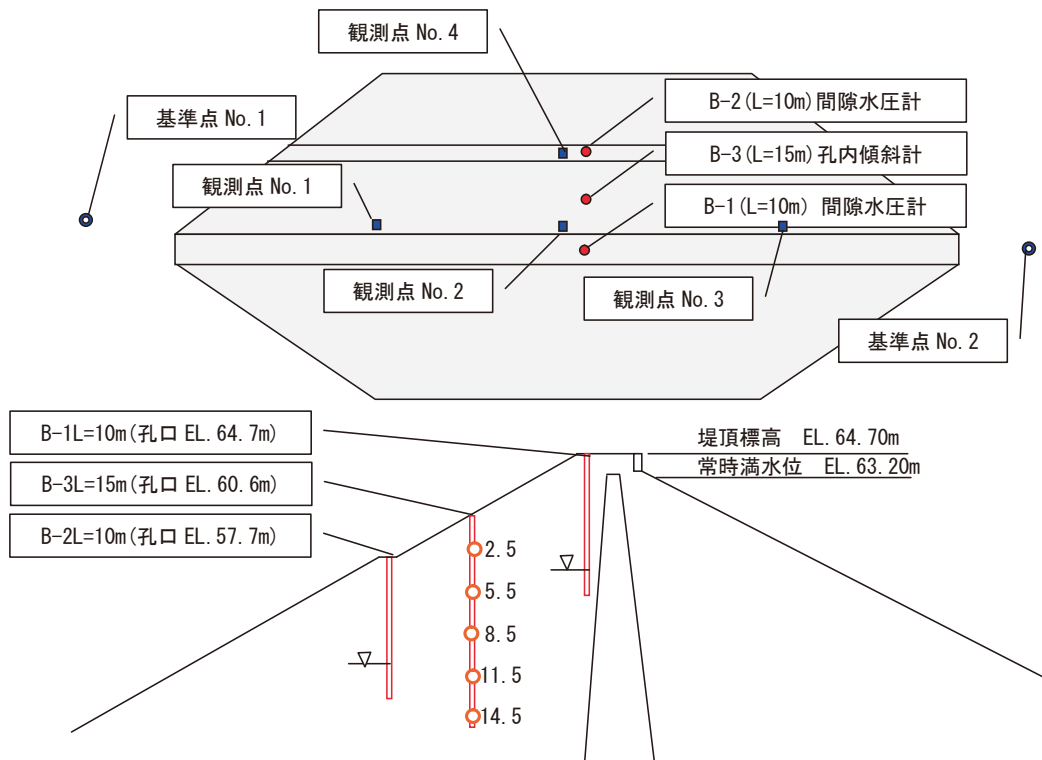 観測点 No.4
基準点 No.1
B-2(L=10m)間隙水圧計
B-3(L=15m)孔内傾斜計
観測点 No.1
B-1(L=10m) 間隙水圧計
観測点 No.2
観測点 No.3
基準点 No.2
B-1L=10m(孔口 EL.64.7m)
堤頂標高 EL.64.70m
常時満水位 EL.63.20m
B-3L=15m(孔口 EL.60.6m)
B-2L=10m(孔口 EL.57.7m)
2.5
5.5
8.5
11.5
14.5